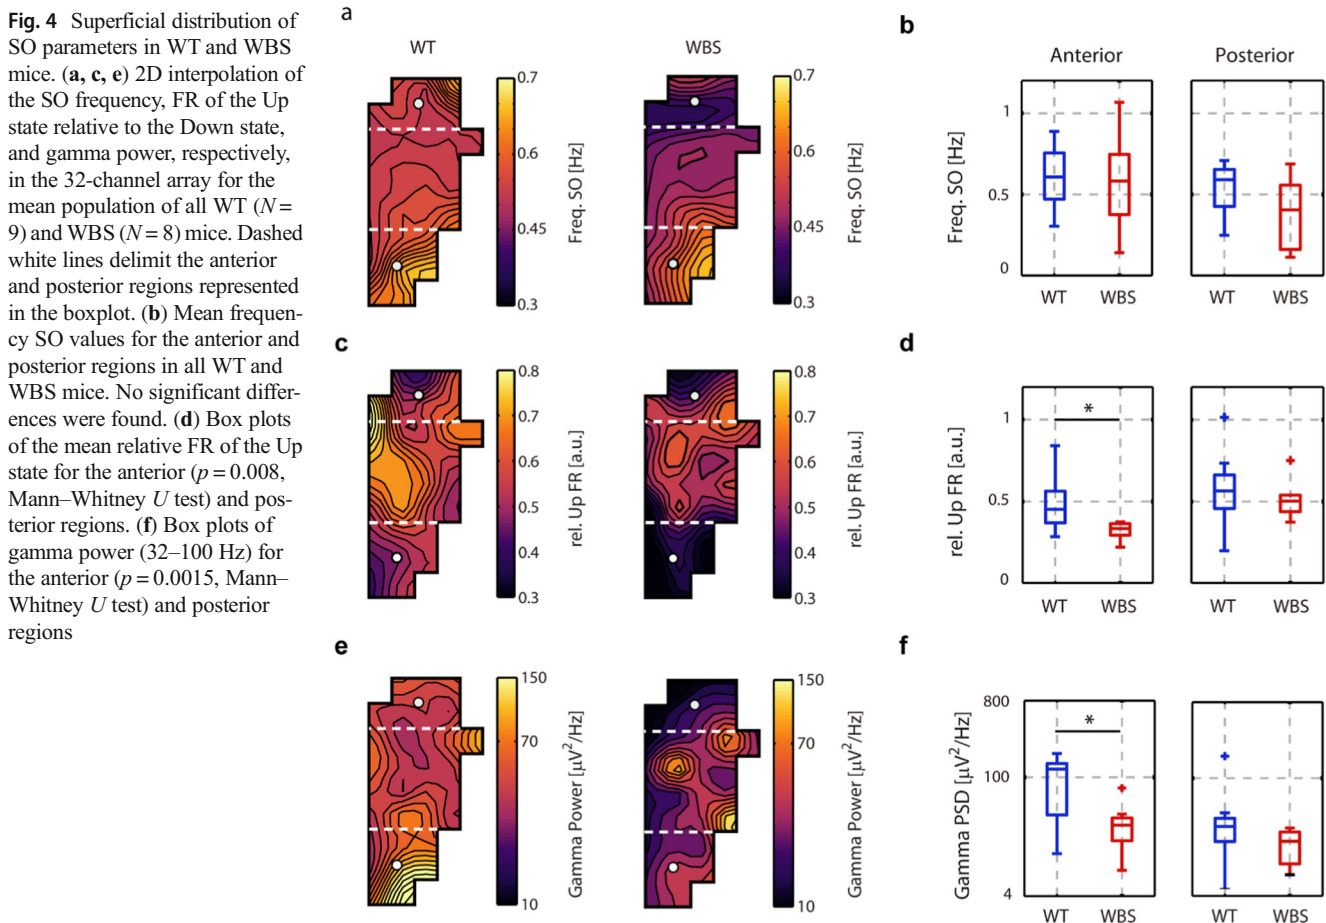 Fig. 4 Superficial distribution of
SO parameters in WT and WBS
mice. (a, c, e) 2D interpolation of
the SO frequency, FR of the Up
state relative to the Down state,
and gamma power, respectively,
in the 32-channel array for the
mean population of all WT (N =
9) and WBS (N = 8) mice. Dashed
white lines delimit the anterior
and posterior regions represented
in the boxplot. (b) Mean frequen-
cy SO values for the anterior and
posterior regions in all WT and
WBS mice. No significant differ-
ences were found. (d) Box plots
of the mean relative FR of the Up
state for the anterior (p = 0.008,
Mann–Whitney U test) and pos-
terior regions. (f) Box plots of
gamma power (32–100 Hz) for
the anterior (p = 0.0015, Mann–
Whitney U test) and posterior
regions
a
WT
0.7
0.6
0.45
0.3
Freq. SO [Hz]
WBS
0.7
0.6
0.45
0.3
Freq. SO [Hz]
b
Anterior
Posterior
Freq. SO [Hz]
1
0.5
0
WT
WBS
WT
WBS
c
0.8
0.7
0.6
0.5
0.4
0.3
rel. Up FR [a.u.]
0.8
0.7
0.6
0.5
0.4
0.3
rel. Up FR [a.u.]
d
rel. Up FR [a.u.]
1
0.5
0
*
WT
WBS
WT
WBS
e
150
70
10
Gamma Power [µV²/Hz]
150
70
10
Gamma Power [µV²/Hz]
f
Gamma PSD [µV²/Hz]
800
100
4
*
WT
WBS
WT
WBS